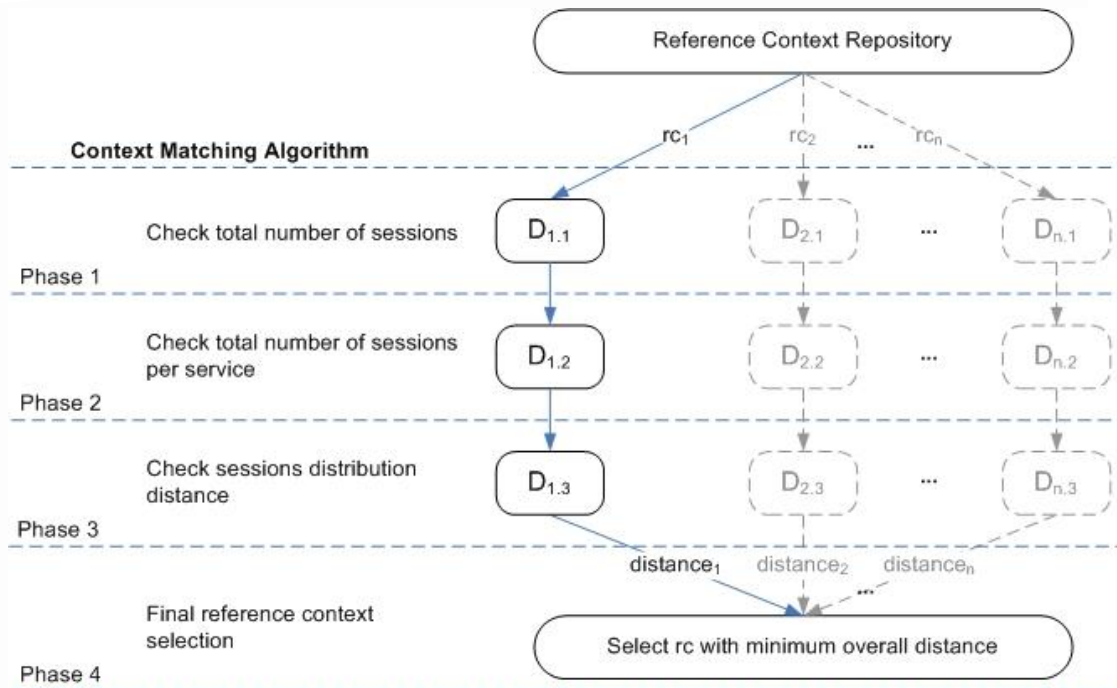 Reference Context Repository
rc₁
rc₂
...
rcₙ
Context Matching Algorithm
Check total number of sessions
D₁.₁
D₂.₁
...
Dₙ.₁
Phase 1
Check total number of sessions
per service
D₁.₂
D₂.₂
...
Dₙ.₂
Phase 2
Check sessions distribution
distance
D₁.₃
D₂.₃
...
Dₙ.₃
Phase 3
distance₁
distance₂
distanceₙ
...
Final reference context
selection
Select rc with minimum overall distance
Phase 4